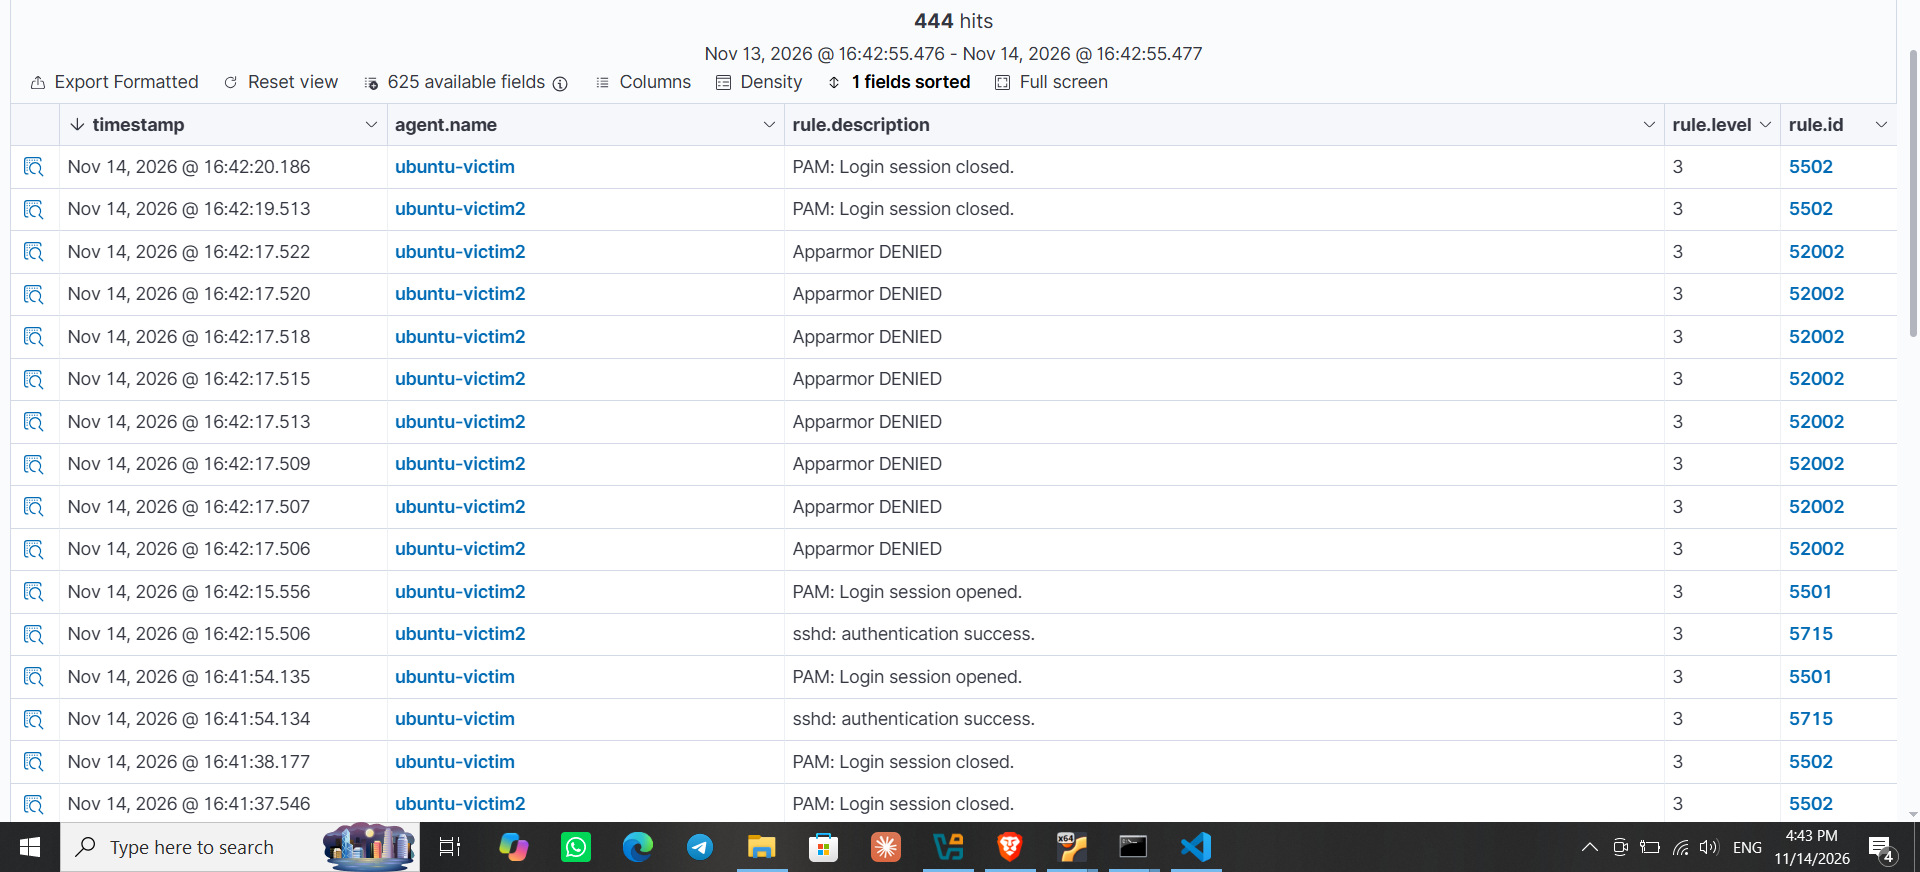 444 hits
Nov 13, 2026 @ 16:42:55.476 - Nov 14, 2026 @ 16:42:55.477
Export Formatted Reset view 625 available fields Columns Density 1 fields sorted Full screen
timestamp agent.name rule.description rule.level rule.id
Nov 14, 2026 @ 16:42:20.186 ubuntu-victim PAM: Login session closed. 3 5502
Nov 14, 2026 @ 16:42:19.513 ubuntu-victim2 PAM: Login session closed. 3 5502
Nov 14, 2026 @ 16:42:17.522 ubuntu-victim2 Apparmor DENIED 3 52002
Nov 14, 2026 @ 16:42:17.520 ubuntu-victim2 Apparmor DENIED 3 52002
Nov 14, 2026 @ 16:42:17.518 ubuntu-victim2 Apparmor DENIED 3 52002
Nov 14, 2026 @ 16:42:17.515 ubuntu-victim2 Apparmor DENIED 3 52002
Nov 14, 2026 @ 16:42:17.513 ubuntu-victim2 Apparmor DENIED 3 52002
Nov 14, 2026 @ 16:42:17.509 ubuntu-victim2 Apparmor DENIED 3 52002
Nov 14, 2026 @ 16:42:17.507 ubuntu-victim2 Apparmor DENIED 3 52002
Nov 14, 2026 @ 16:42:17.506 ubuntu-victim2 Apparmor DENIED 3 52002
Nov 14, 2026 @ 16:42:15.556 ubuntu-victim2 PAM: Login session opened. 3 5501
Nov 14, 2026 @ 16:42:15.506 ubuntu-victim2 sshd: authentication success. 3 5715
Nov 14, 2026 @ 16:41:54.135 ubuntu-victim PAM: Login session opened. 3 5501
Nov 14, 2026 @ 16:41:54.134 ubuntu-victim sshd: authentication success. 3 5715
Nov 14, 2026 @ 16:41:38.177 ubuntu-victim PAM: Login session closed. 3 5502
Nov 14, 2026 @ 16:41:37.546 ubuntu-victim2 PAM: Login session closed. 3 5502
Type here to search x64 ENG 4:43 PM
11/14/2026 4